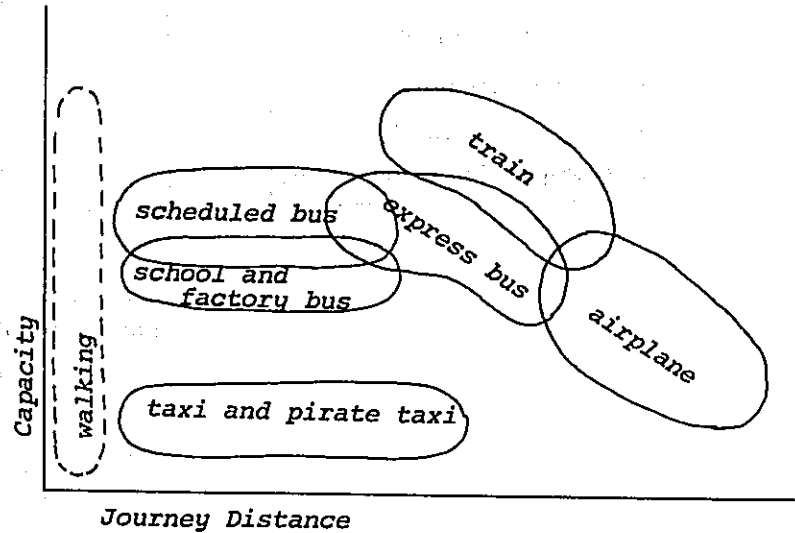 train
scheduled bus
express bus
school and
factory bus
airplane
Capacity
walking
taxi and pirate taxi
Journey Distance